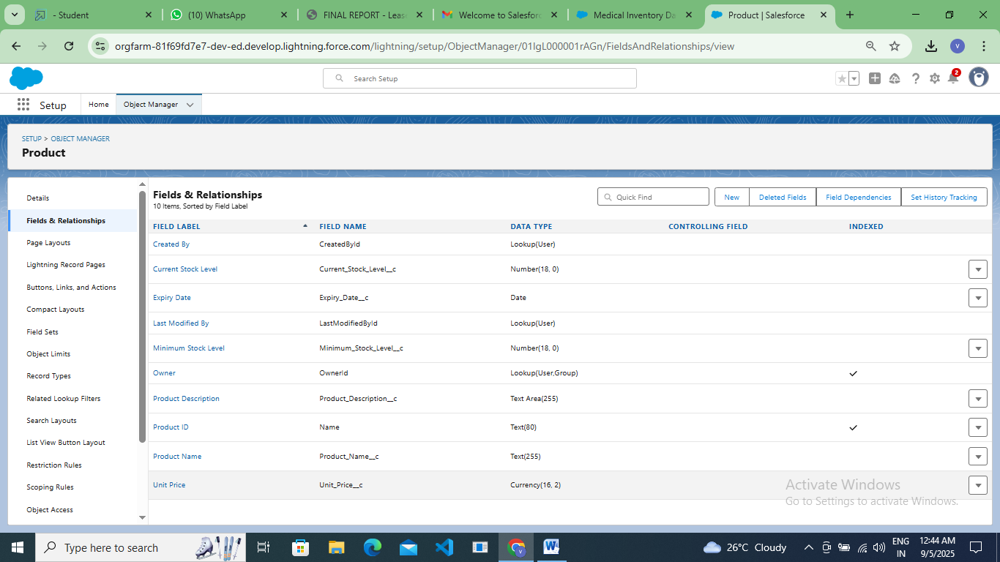 - Student
(10) WhatsApp
FINAL REPORT - Leas
Welcome to Salesforc
Medical Inventory Da
Product | Salesforce
orgfarm-81f69fd7e7-dev-ed.develop.lightning.force.com/lightning/setup/ObjectManager/01IgL000001rAGn/FieldsAndRelationships/view
V
Search Setup
2
Setup
Home
Object Manager
SETUP > OBJECT MANAGER
Product
Details
Fields & Relationships
Page Layouts
Lightning Record Pages
Buttons, Links, and Actions
Compact Layouts
Field Sets
Object Limits
Record Types
Related Lookup Filters
Search Layouts
List View Button Layout
Restriction Rules
Scoping Rules
Object Access
Fields & Relationships
10 Items, Sorted by Field Label
Quick Find
New
Deleted Fields
Field Dependencies
Set History Tracking
FIELD LABEL FIELD NAME DATA TYPE CONTROLLING FIELD INDEXED
Created By CreatedById Lookup(User)
Current Stock Level Current_Stock_Level__c Number(18, 0)
Expiry Date Expiry_Date__c Date
Last Modified By LastModifiedById Lookup(User)
Minimum Stock Level Minimum_Stock_Level__c Number(18, 0)
Owner OwnerId Lookup(User,Group)
Product Description Product_Description__c Text Area(255)
Product ID Name Text(80)
Product Name Product_Name__c Text(255)
Unit Price Unit_Price__c Currency(16, 2)
Activate Windows
Go to Settings to activate Windows.
Type here to search
26°C Cloudy
ENG
IN
12:44 AM
9/5/2025